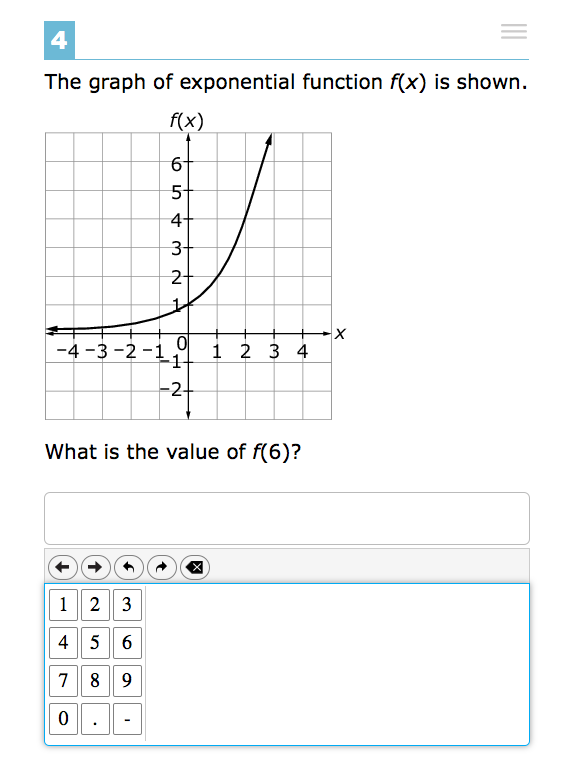 4
The graph of exponential function f(x) is shown.
f(x)
6
5
4
3
2
1
x
-4 -3 -2 -1 0 1 2 3 4
-1
-2
What is the value of f(6)?
1 2 3
4 5 6
7 8 9
0 . -